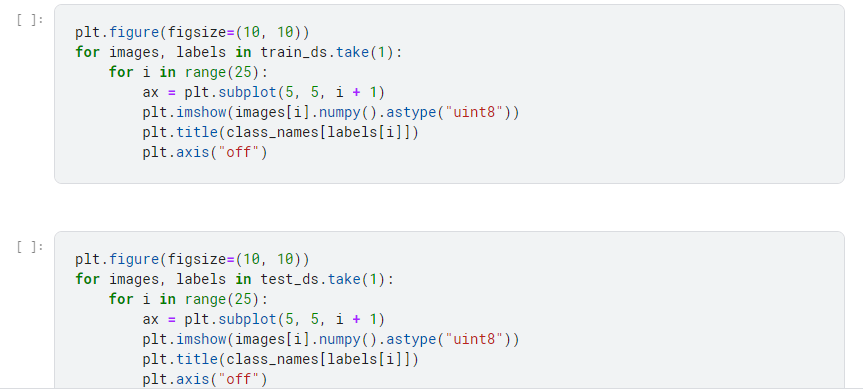 [ ]:
plt.figure(figsize=(10, 10))
for images, labels in train_ds.take(1):
    for i in range(25):
        ax = plt.subplot(5, 5, i + 1)
        plt.imshow(images[i].numpy().astype("uint8"))
        plt.title(class_names[labels[i]])
        plt.axis("off")
[ ]:
plt.figure(figsize=(10, 10))
for images, labels in test_ds.take(1):
    for i in range(25):
        ax = plt.subplot(5, 5, i + 1)
        plt.imshow(images[i].numpy().astype("uint8"))
        plt.title(class_names[labels[i]])
        plt.axis("off")